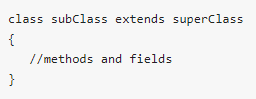 class subClass extends superClass
{
   //methods and fields
}